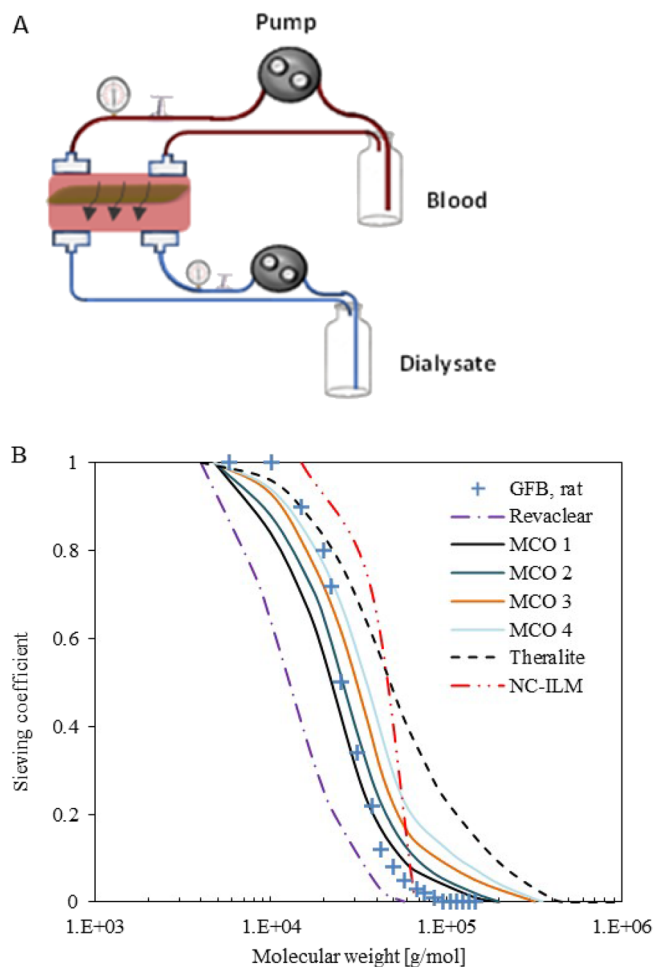 A
Pump
Blood
Dialysate
B
Sieving coefficient
1
0.8
0.6
0.4
0.2
0
GFB, rat
Revaclear
MCO 1
MCO 2
MCO 3
MCO 4
Theralite
NC-ILM
1.E+03 1.E+04 1.E+05 1.E+06
Molecular weight [g/mol]